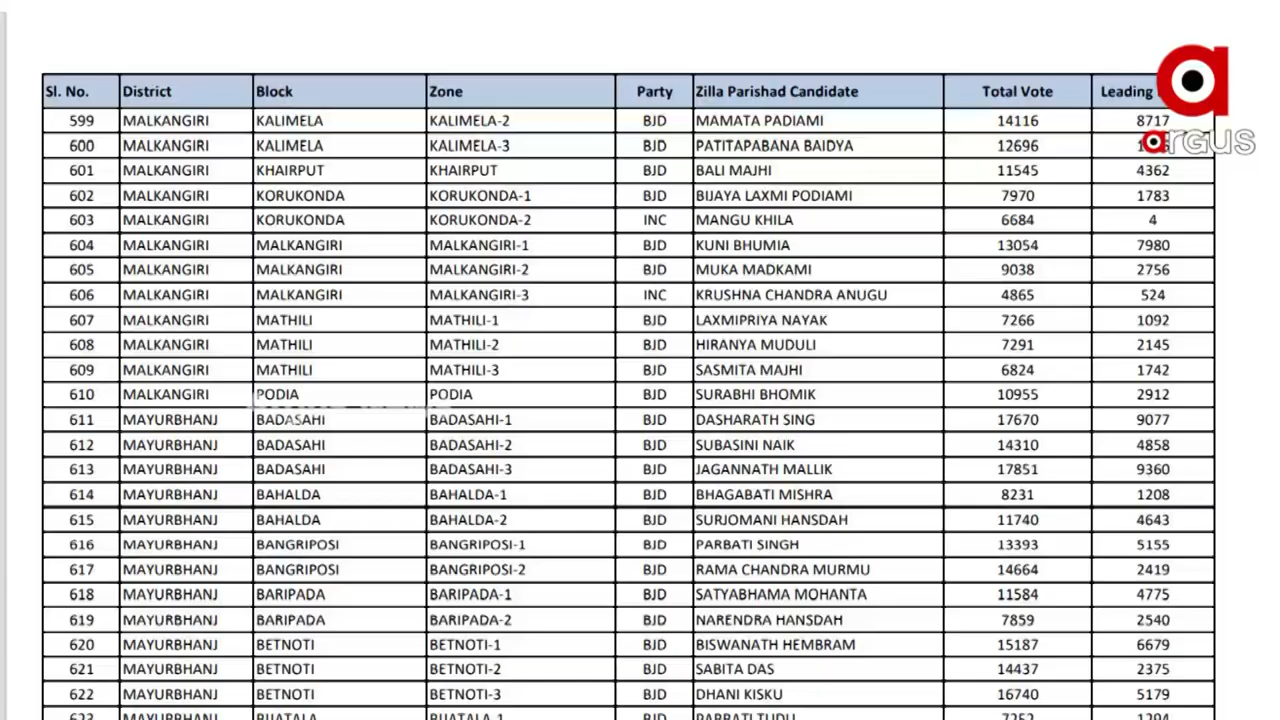 Sl. No. District Block Zone Party Zilla Parishad Candidate Total Vote Leading
599 MALKANGIRI KALIMELA KALIMELA-2 BJD MAMATA PADIAMI 14116 8717
600 MALKANGIRI KALIMELA KALIMELA-3 BJD PATITAPABANA BAIDYA 12696
argus
601 MALKANGIRI KHAIRPUT KHAIRPUT BJD BALI MAJHI 11545 4362
602 MALKANGIRI KORUKONDA KORUKONDA-1 BJD BIJAYA LAXMI PODIAMI 7970 1783
603 MALKANGIRI KORUKONDA KORUKONDA-2 INC MANGU KHILA 6684 4
604 MALKANGIRI MALKANGIRI MALKANGIRI-1 BJD KUNI BHUMIA 13054 7980
605 MALKANGIRI MALKANGIRI MALKANGIRI-2 BJD MUKA MADKAMI 9038 2756
606 MALKANGIRI MALKANGIRI MALKANGIRI-3 INC KRUSHNA CHANDRA ANUGU 4865 524
607 MALKANGIRI MATHILI MATHILI-1 BJD LAXMIPRIYA NAYAK 7266 1092
608 MALKANGIRI MATHILI MATHILI-2 BJD HIRANYA MUDULI 7291 2145
609 MALKANGIRI MATHILI MATHILI-3 BJD SASMITA MAJHI 6824 1742
610 MALKANGIRI PODIA PODIA BJD SURABHI BHOMIK 10955 2912
611 MAYURBHANJ BADASAHI BADASAHI-1 BJD DASHARATH SING 17670 9077
612 MAYURBHANJ BADASAHI BADASAHI-2 BJD SUBASINI NAIK 14310 4858
613 MAYURBHANJ BADASAHI BADASAHI-3 BJD JAGANNATH MALLIK 17851 9360
614 MAYURBHANJ BAHALDA BAHALDA-1 BJD BHAGABATI MISHRA 8231 1208
615 MAYURBHANJ BAHALDA BAHALDA-2 BJD SURJOMANI HANSDAH 11740 4643
616 MAYURBHANJ BANGRIPOSI BANGRIPOSI-1 BJD PARBATI SINGH 13393 5155
617 MAYURBHANJ BANGRIPOSI BANGRIPOSI-2 BJD RAMA CHANDRA MURMU 14664 2419
618 MAYURBHANJ BARIPADA BARIPADA-1 BJD SATYABHAMA MOHANTA 11584 4775
619 MAYURBHANJ BARIPADA BARIPADA-2 BJD NARENDRA HANSDAH 7859 2540
620 MAYURBHANJ BETNOTI BETNOTI-1 BJD BISWANATH HEMBRAM 15187 6679
621 MAYURBHANJ BETNOTI BETNOTI-2 BJD SABITA DAS 14437 2375
622 MAYURBHANJ BETNOTI BETNOTI-3 BJD DHANI KISKU 16740 5179
623 MAYURBHANJ BJD PARBATI TUDU